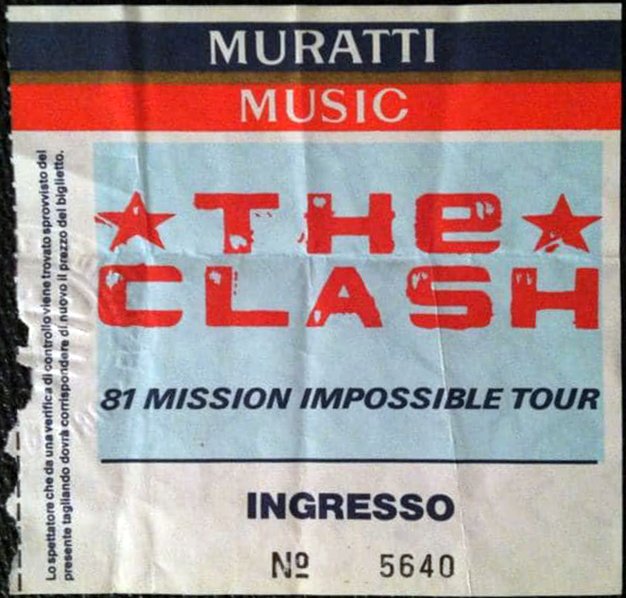 MURATTI
MUSIC
★ THe ★
CLASH
81 MISSION IMPOSSIBLE TOUR
INGRESSO
Nº 5640
Lo spettatore che da una verifica di controllo viene trovato sprovvisto del
presente tagliando dovrà corrispondere di nuovo il prezzo del biglietto.